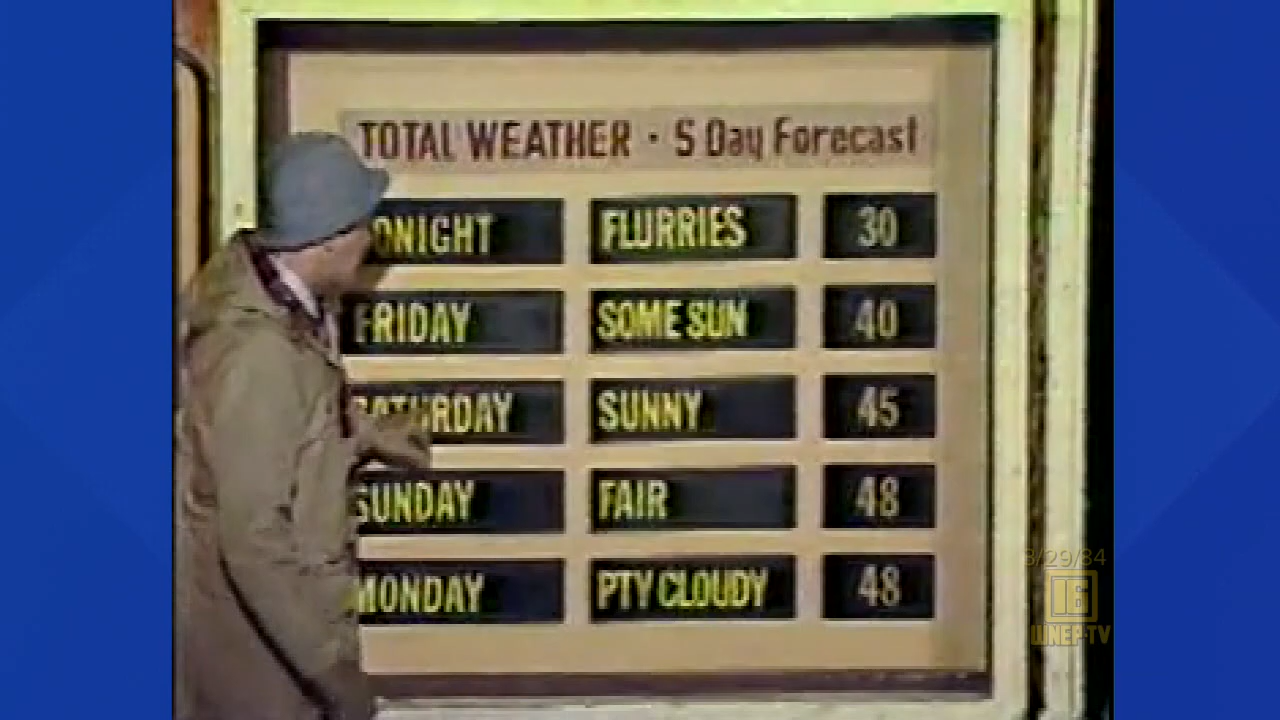 TOTAL WEATHER · 5 Day Forecast
ONIGHT FLURRIES 30
FRIDAY SOME SUN 40
SATURDAY SUNNY 45
SUNDAY FAIR 48
MONDAY PTY CLOUDY 48
3/29/84
16
WNEP-TV